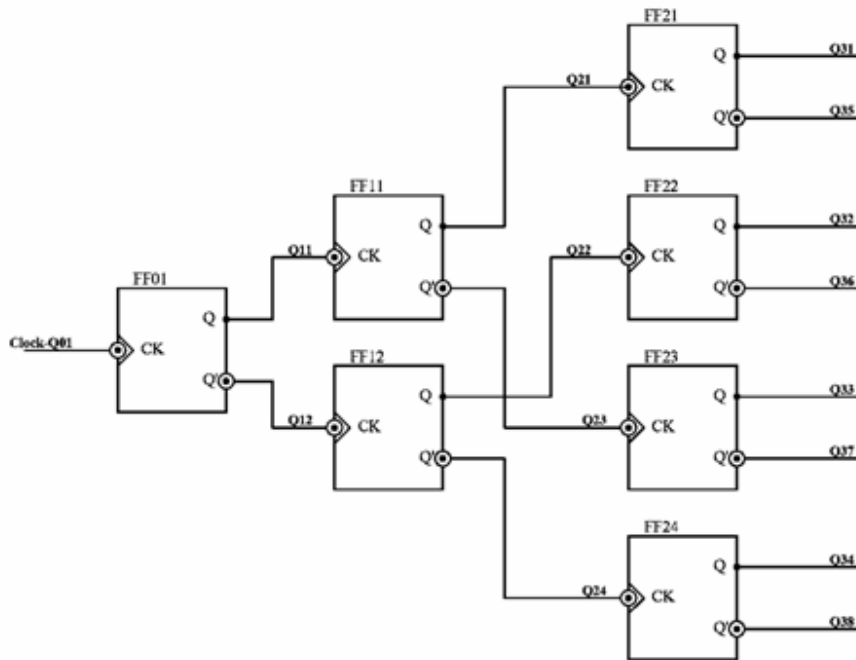 FF21
Q
Q31
Q21
CK
Q'
Q35
FF11
FF22
Q
Q
Q32
Q11
CK
Q22
CK
FF01
Q'
Q'
Q36
Q
Clock-Q01
CK
FF12
FF23
Q'
Q
Q
Q33
Q12
CK
Q23
CK
Q'
Q'
Q37
FF24
Q
Q34
Q24
CK
Q'
Q38